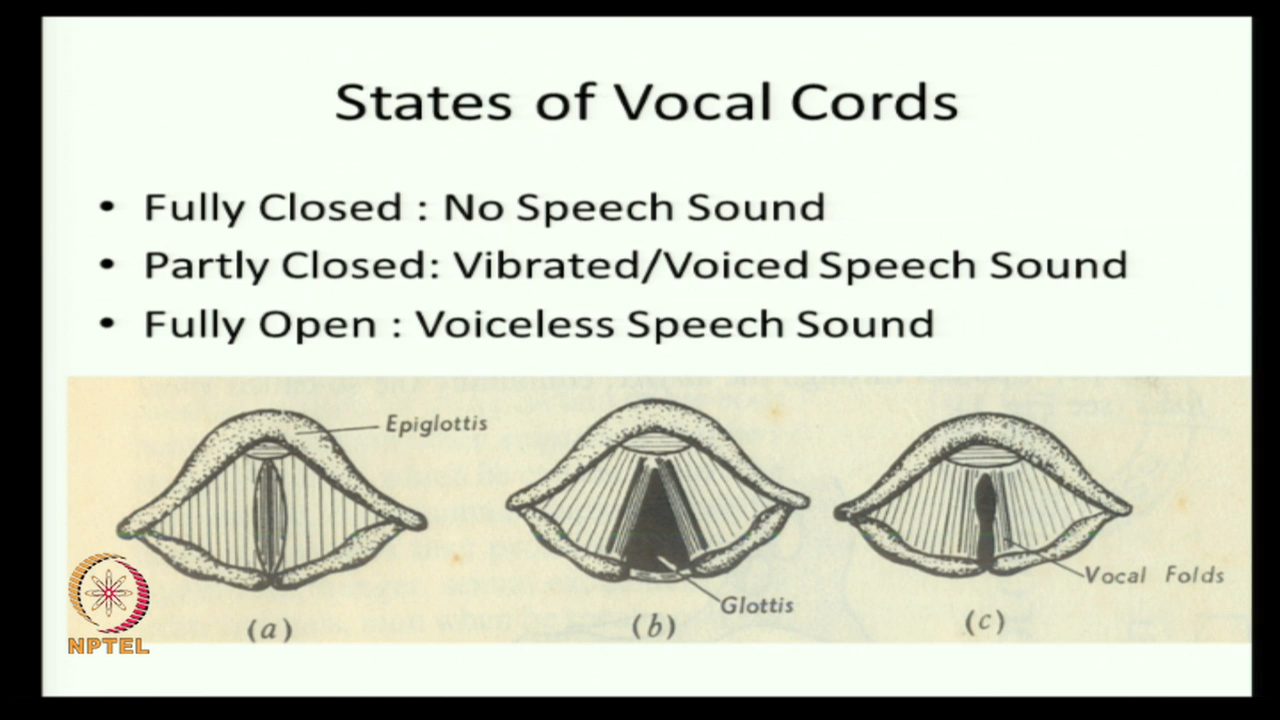 States of Vocal Cords
• Fully Closed : No Speech Sound
• Partly Closed: Vibrated/Voiced Speech Sound
• Fully Open : Voiceless Speech Sound
Epiglottis
Glottis
Vocal Folds
(a)
(b)
(c)
NPTEL